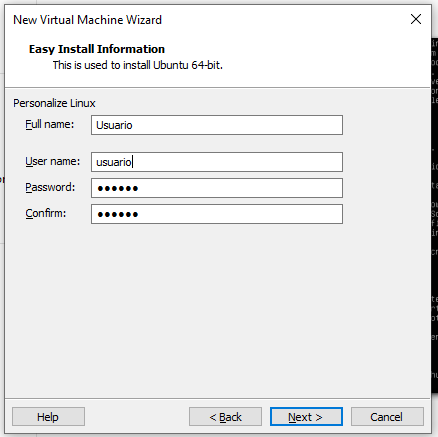 New Virtual Machine Wizard
Easy Install Information
This is used to install Ubuntu 64-bit.
Personalize Linux
Full name: Usuario
User name: usuario
Password: ●●●●●●
Confirm: ●●●●●●
Help < Back Next > Cancel